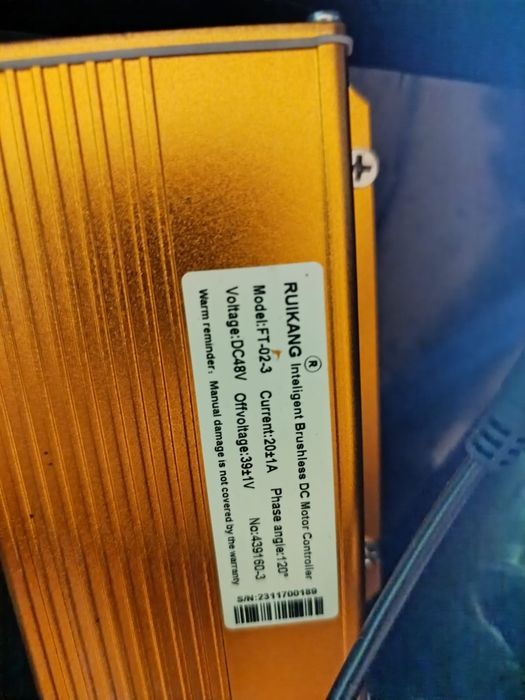 RUIKANG ® Inteligent Brushless DC Motor Controller
Model:FT-02-3 Current:20±1A Phase angle:120°
Voltage:DC48V Offvoltage:39±1V No:439160-3
Warm reminder: Manual damage is not covered by the warranty
S/N:2311700189